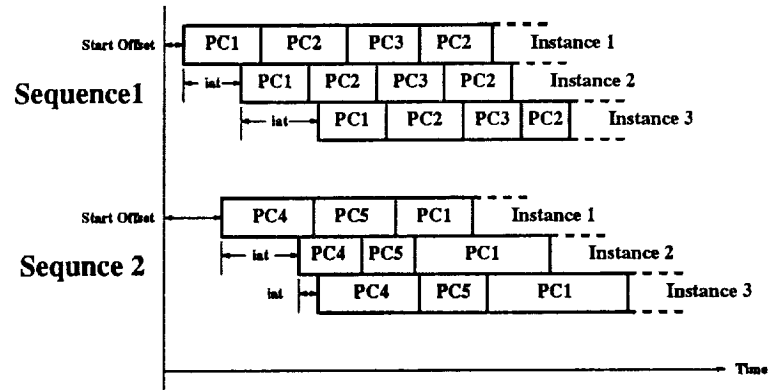 Start Offset PC1 PC2 PC3 PC2 Instance 1
Sequence1 iat PC1 PC2 PC3 PC2 Instance 2
iat PC1 PC2 PC3 PC2 Instance 3
Start Offset PC4 PC5 PC1 Instance 1
Sequnce 2 iat PC4 PC5 PC1 Instance 2
iat PC4 PC5 PC1 Instance 3
Time